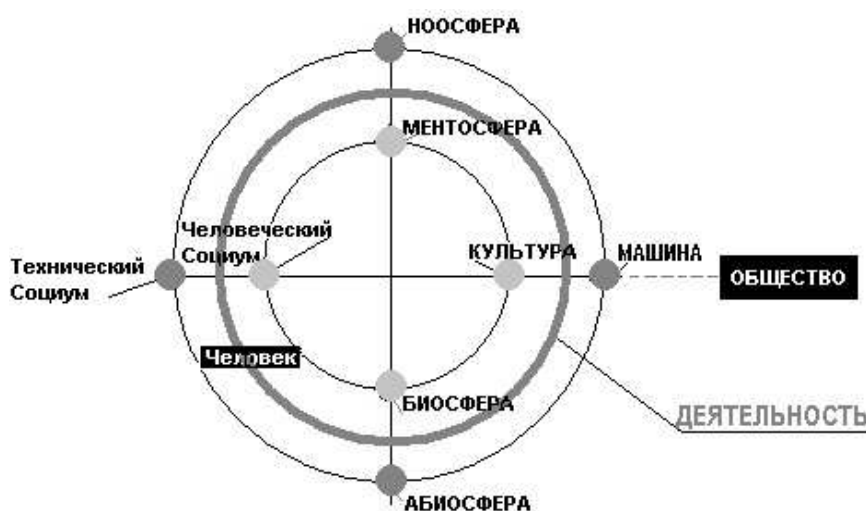 НООСФЕРА
МЕНТОСФЕРА
Человеческий
Социум
КУЛЬТУРА
МАШИНА
Технический
Социум
ОБЩЕСТВО
Человек
БИОСФЕРА
ДЕЯТЕЛЬНОСТЬ
АБИОСФЕРА